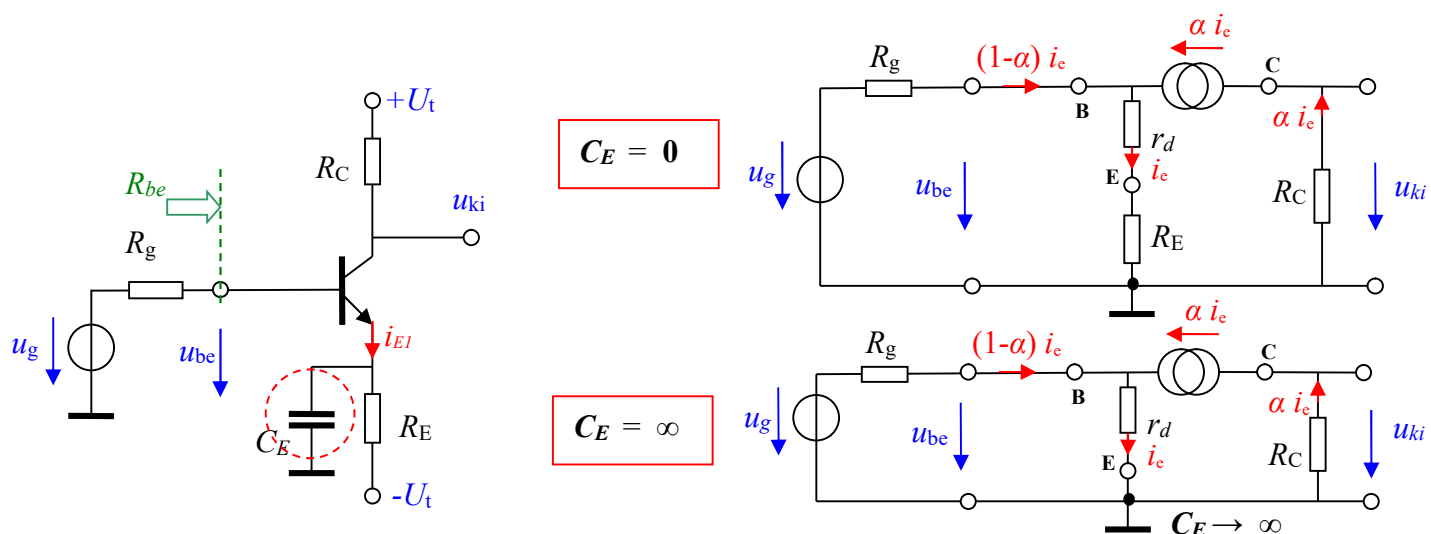 +Ut
RC
Rbe
uki
Rg
ug
ube
iE1
CE
RE
-Ut
CE = 0
CE = ∞
α ie
Rg
(1-α) ie
B
C
α ie
rd
ie
E
ug
ube
RE
RC
uki
α ie
Rg
(1-α) ie
B
C
α ie
rd
ie
E
ug
ube
RC
uki
CE → ∞